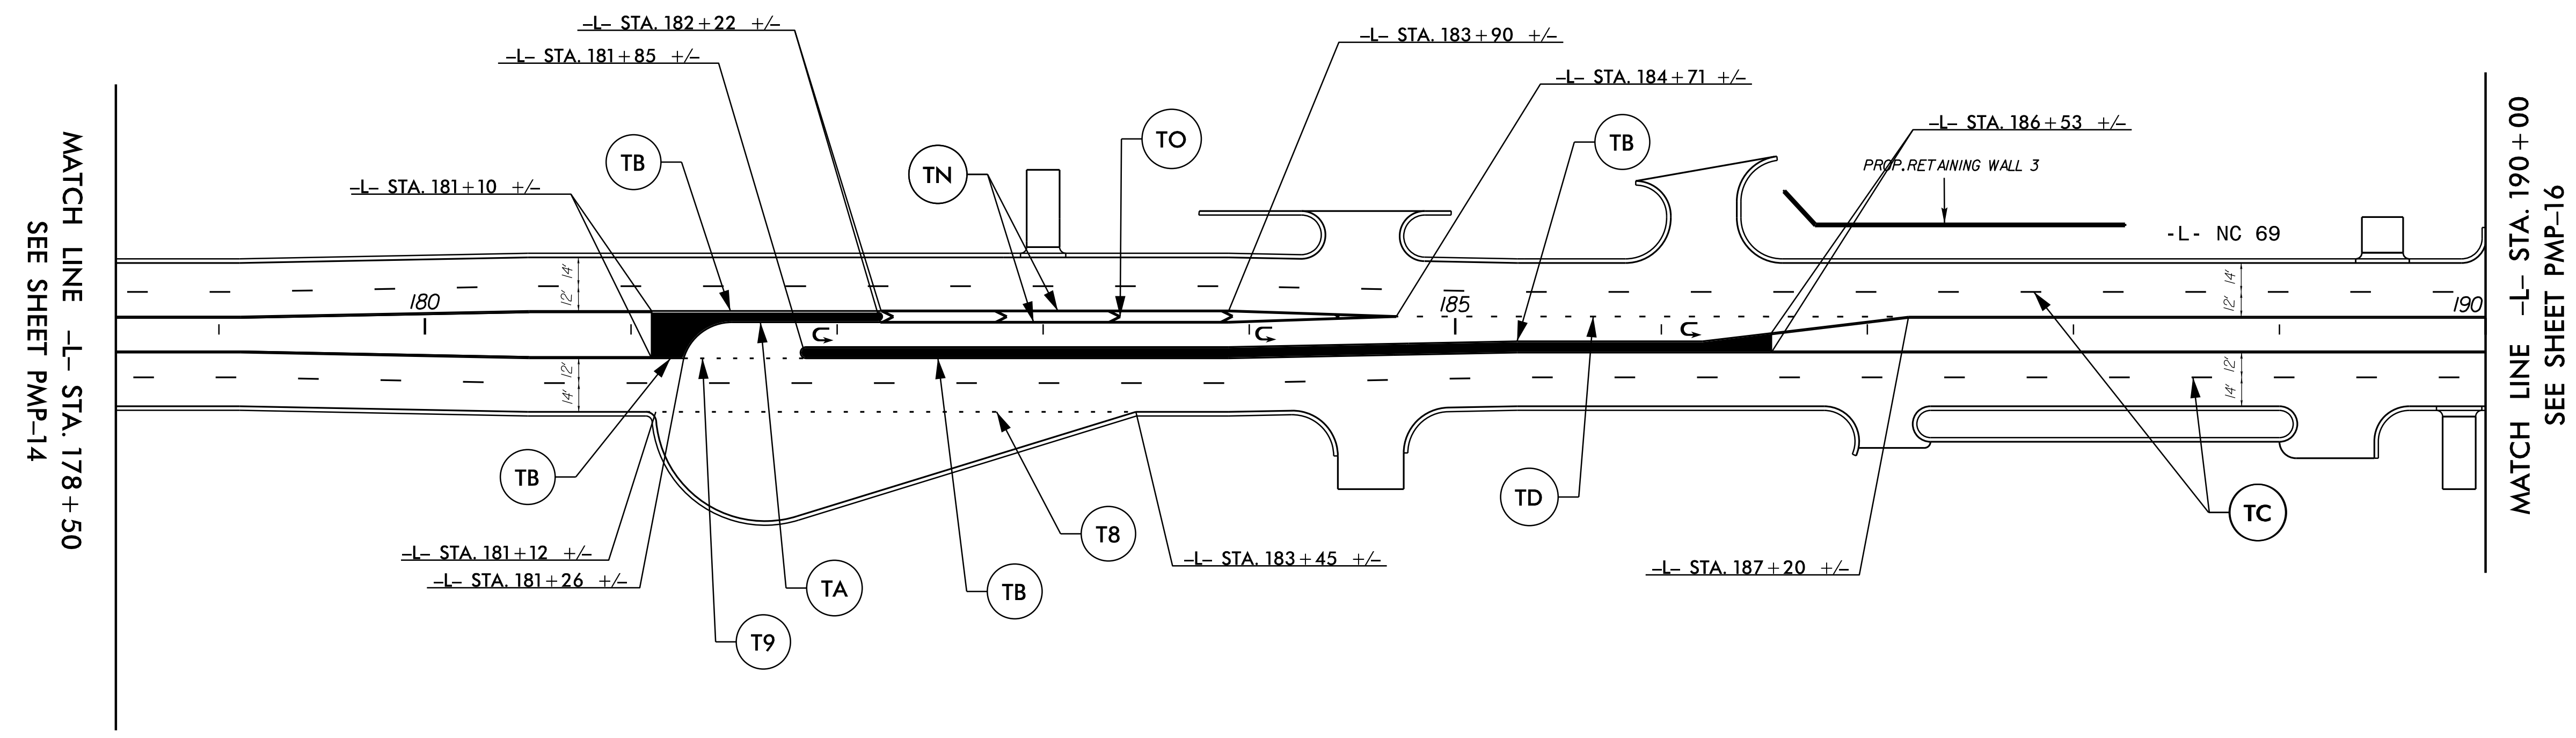 -L- STA. 182+22 +/-
-L- STA. 181+85 +/-
-L- STA. 183+90 +/-
-L- STA. 184+71 +/-
-L- STA. 186+53 +/-
PROP. RETAINING WALL 3
TB
TN
TO
TB
-L- STA. 181+10 +/-
-L- NC 69
MATCH LINE -L- STA. 178+50
SEE SHEET PMP-14
MATCH LINE -L- STA. 190+00
SEE SHEET PMP-16
14'
12'
14'
12'
180
185
190
12'
14'
12'
14'
TB
TD
TC
T8
-L- STA. 181+12 +/-
-L- STA. 181+26 +/-
-L- STA. 183+45 +/-
-L- STA. 187+20 +/-
TA
TB
T9